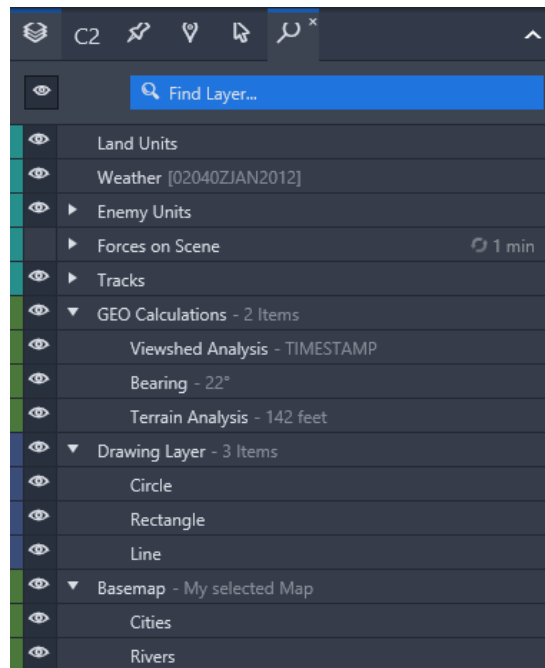 C2
Find Layer...
Land Units
Weather [02040ZJAN2012]
Enemy Units
Forces on Scene 1 min
Tracks
GEO Calculations - 2 Items
Viewshed Analysis - TIMESTAMP
Bearing - 22°
Terrain Analysis - 142 feet
Drawing Layer - 3 Items
Circle
Rectangle
Line
Basemap - My selected Map
Cities
Rivers